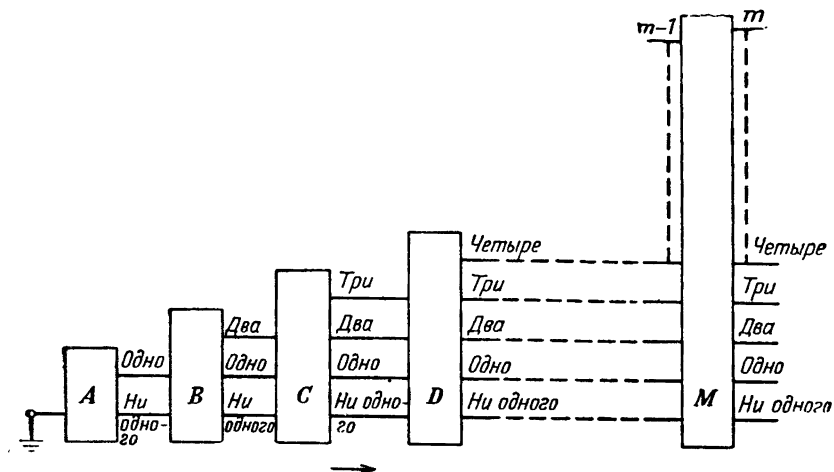 m-1
m
Четыре
Четыре
Три
Три
Три
Два
Два
Два
Два
Одно
Одно
Одно
Одно
Одно
A
Ни
одно-
го
B
Ни
одного
C
Ни одно-
го
D
Ни одного
M
Ни одного